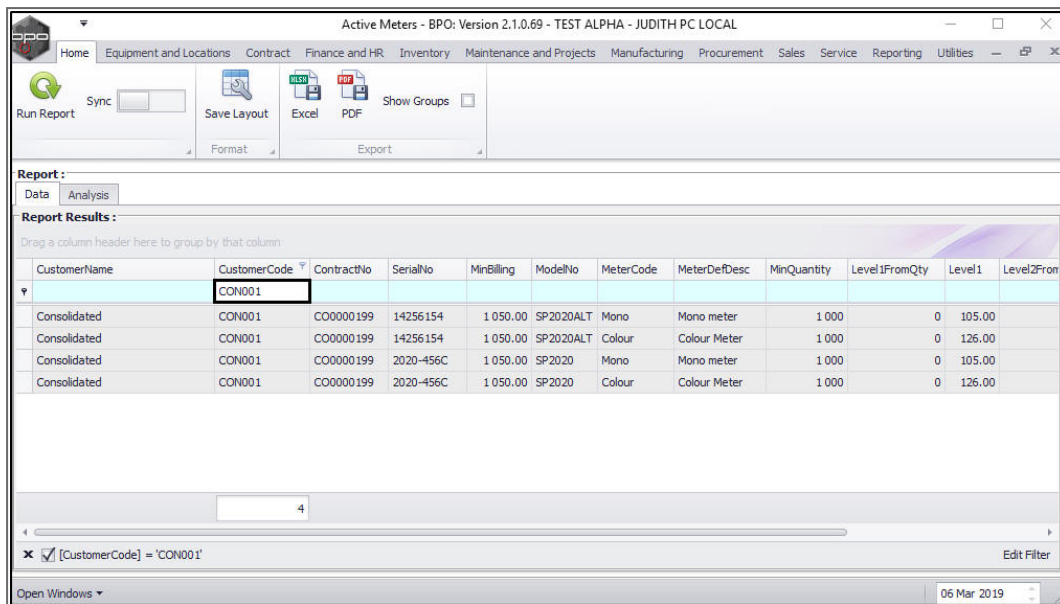 Active Meters - BPO: Version 2.1.0.69 - TEST ALPHA - JUDITH PC LOCAL
Home Equipment and Locations Contract Finance and HR Inventory Maintenance and Projects Manufacturing Procurement Sales Service Reporting Utilities
Run Report Sync Save Layout XLSX Excel PDF PDF Show Groups
Format Export
Report :
Data Analysis
Report Results :
Drag a column header here to group by that column
CustomerName CustomerCode ContractNo SerialNo MinBilling ModelNo MeterCode MeterDefDesc MinQuantity Level1FromQty Level1 Level2From
CON001
Consolidated CON001 CO0000199 14256154 1 050.00 SP2020ALT Mono Mono meter 1 000 0 105.00
Consolidated CON001 CO0000199 14256154 1 050.00 SP2020ALT Colour Colour Meter 1 000 0 126.00
Consolidated CON001 CO0000199 2020-456C 1 050.00 SP2020 Mono Mono meter 1 000 0 105.00
Consolidated CON001 CO0000199 2020-456C 1 050.00 SP2020 Colour Colour Meter 1 000 0 126.00
4
[CustomerCode] = 'CON001' Edit Filter
Open Windows 06 Mar 2019